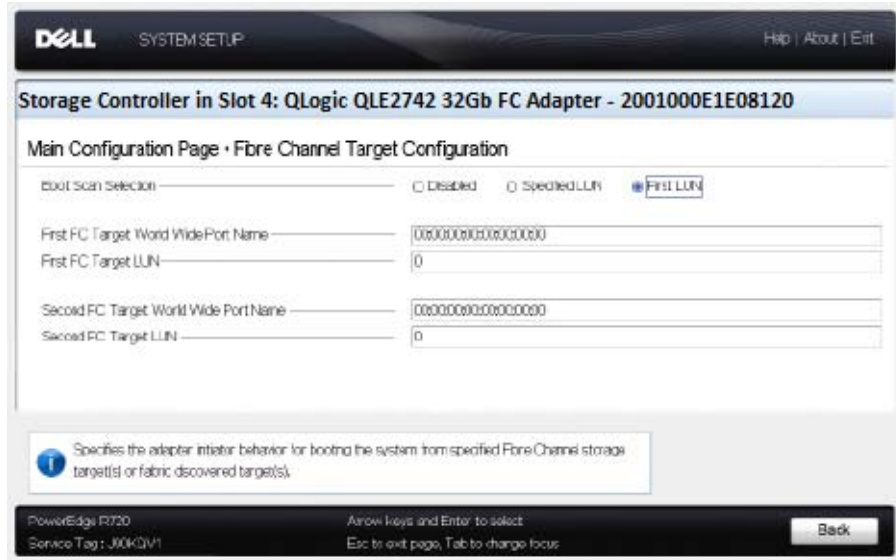 DELL SYSTEM SETUP Help | About | Exit
Storage Controller in Slot 4: QLogic QLE2742 32Gb FC Adapter - 2001000E1E08120
Main Configuration Page • Fibre Channel Target Configuration
Boot Scan Selection Disabled Specified LUN First LUN
First FC Target World Wide Port Name 00:00:00:00:00:00:00:00
First FC Target LUN 0
Second FC Target World Wide Port Name 00:00:00:00:00:00:00:00
Second FC Target LUN 0
Specifies the adapter initiator behavior for booting the system from specified Fibre Channel storage
target(s) or fabric discovered target(s).
PowerEdge R720 Arrow keys and Enter to select
Service Tag: Esc to exit page, Tab to change focus
Back